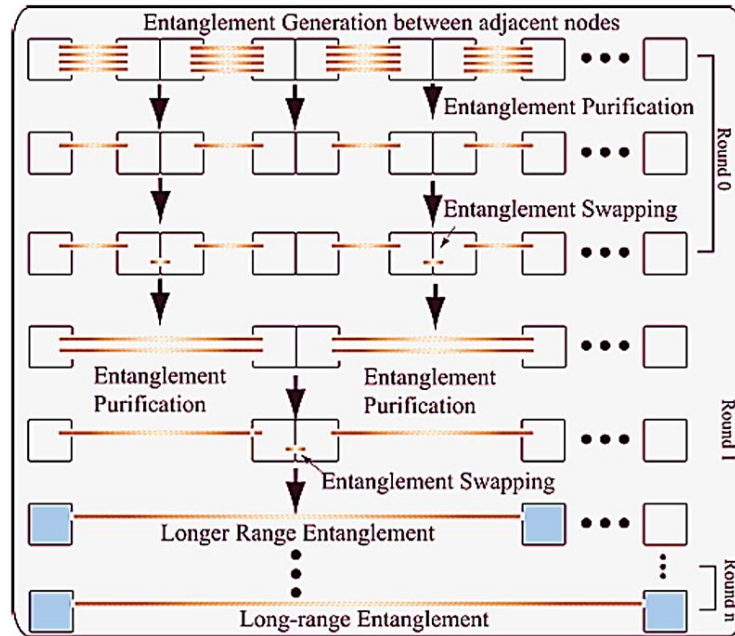 Entanglement Generation between adjacent nodes
Entanglement Purification
Round 0
Entanglement Swapping
Entanglement
Purification
Entanglement
Purification
Round 1
Entanglement Swapping
Longer Range Entanglement
Round n
Long-range Entanglement